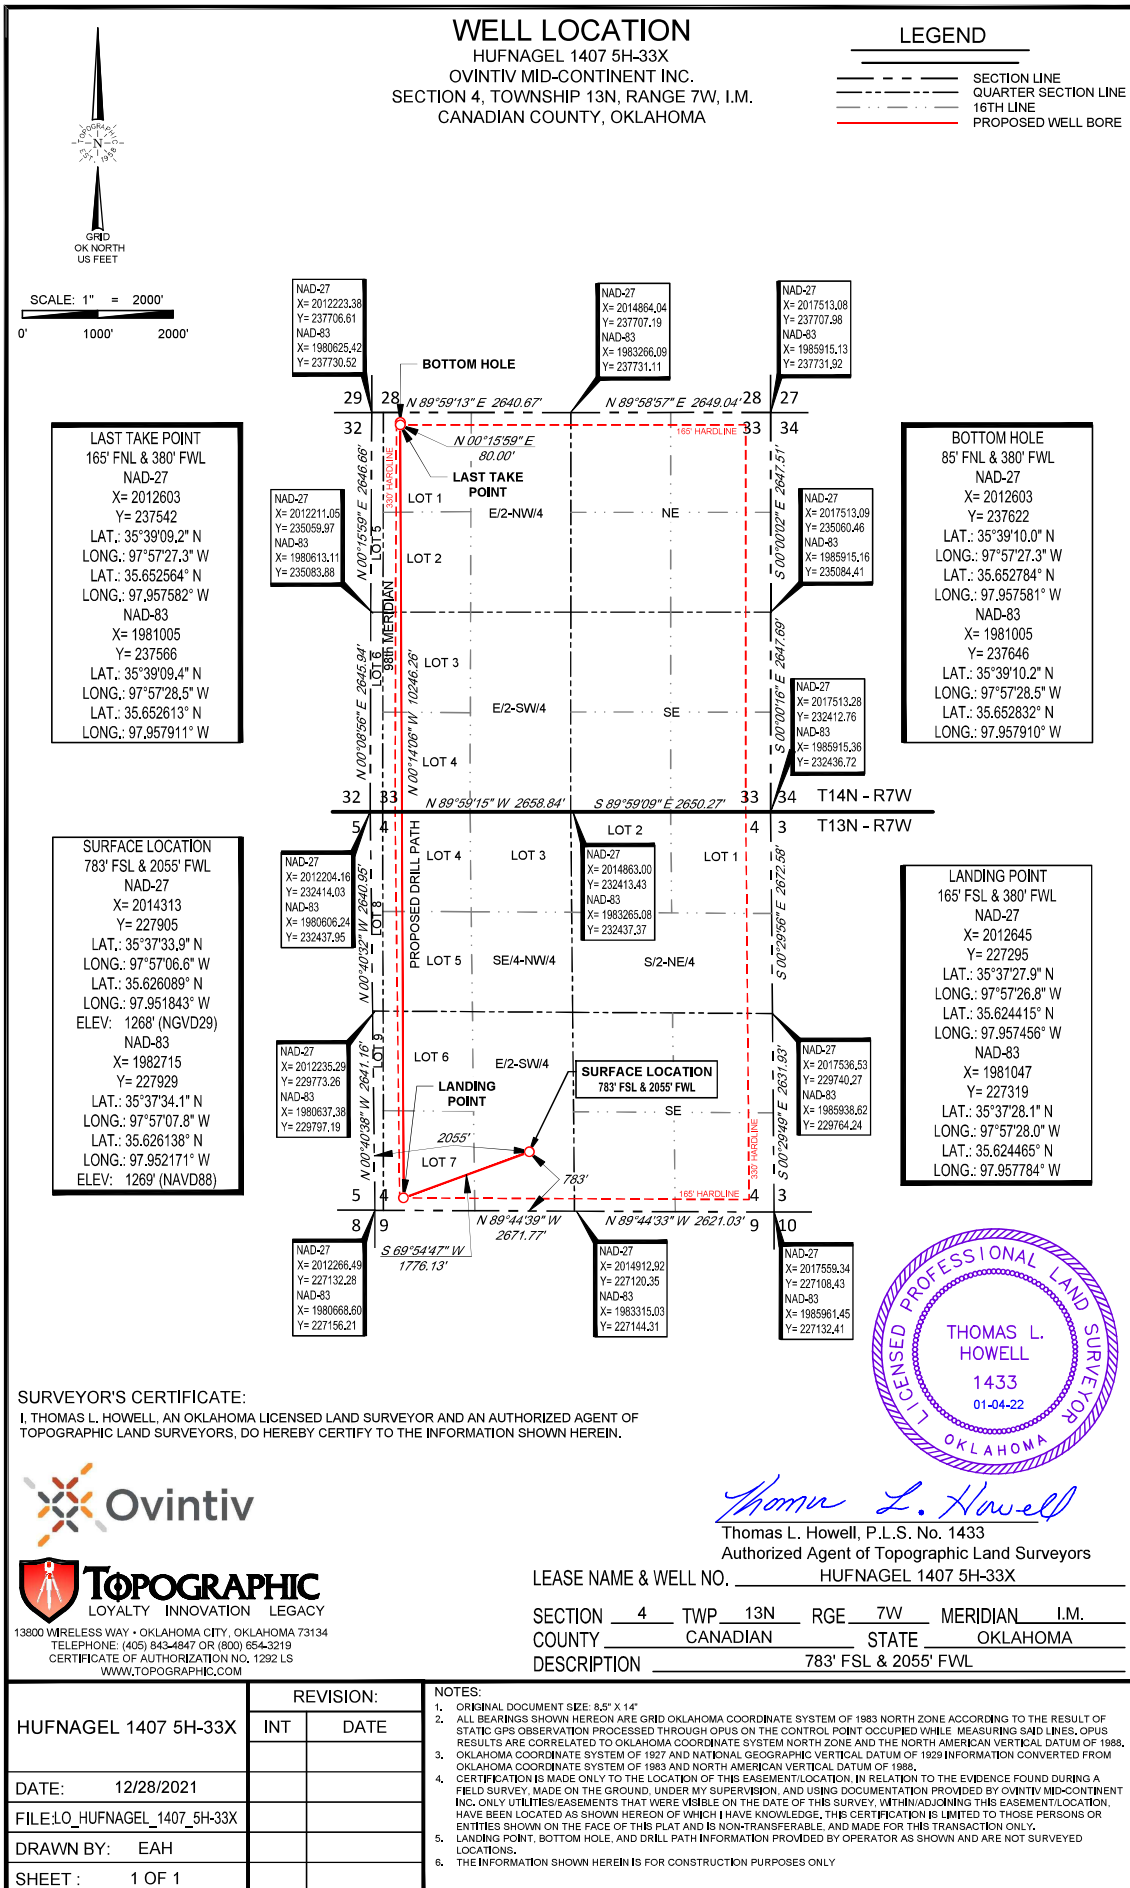 WELL LOCATION
HUFNAGEL 1407 5H-33X
OVINTIV MID-CONTINENT INC.
SECTION 4, TOWNSHIP 13N, RANGE 7W, I.M.
CANADIAN COUNTY, OKLAHOMA
LEGEND
SECTION LINE
QUARTER SECTION LINE
16TH LINE
PROPOSED WELL BORE
TOPOGRAPHIC
N
EST. 1958
GRID
OK NORTH
US FEET
SCALE: 1" = 2000'
0' 1000' 2000'
NAD-27
X= 2012223.38
Y= 237706.61
NAD-83
X= 1980625.42
Y= 237730.52
NAD-27
X= 2014864.04
Y= 237707.19
NAD-83
X= 1983266.09
Y= 237731.11
NAD-27
X= 2017513.08
Y= 237707.98
NAD-83
X= 1985915.13
Y= 237731.92
BOTTOM HOLE
29 28
N 89°59'13" E 2640.67'
N 89°58'57" E 2649.04'
28 27
32
33 34
165' HARDLINE
N 00°15'59" E
80.00'
LAST TAKE
POINT
330' HARDLINE
LOT 1
E/2-NW/4
NE
LOT 2
LOT 5
N 00°15'59" E 2646.66'
S 00°00'02" E 2647.51'
LAST TAKE POINT
165' FNL & 380' FWL
NAD-27
X= 2012603
Y= 237542
LAT.: 35°39'09.2" N
LONG.: 97°57'27.3" W
LAT.: 35.652564° N
LONG.: 97.957582° W
NAD-83
X= 1981005
Y= 237566
LAT.: 35°39'09.4" N
LONG.: 97°57'28.5" W
LAT.: 35.652613° N
LONG.: 97.957911° W
BOTTOM HOLE
85' FNL & 380' FWL
NAD-27
X= 2012603
Y= 237622
LAT.: 35°39'10.0" N
LONG.: 97°57'27.3" W
LAT.: 35.652784° N
LONG.: 97.957581° W
NAD-83
X= 1981005
Y= 237646
LAT.: 35°39'10.2" N
LONG.: 97°57'28.5" W
LAT.: 35.652832° N
LONG.: 97.957910° W
NAD-27
X= 2012211.05
Y= 235059.97
NAD-83
X= 1980613.11
Y= 235083.88
NAD-27
X= 2017513.09
Y= 235060.46
NAD-83
X= 1985915.16
Y= 235084.41
98th MERIDIAN
LOT 6
N 00°08'56" E 2645.94'
N 00°14'06" W 10246.26'
LOT 3
E/2-SW/4
SE
LOT 4
S 00°00'16" E 2647.69'
NAD-27
X= 2017513.28
Y= 232412.76
NAD-83
X= 1985915.36
Y= 232436.72
32 33
N 89°59'15" W 2658.84'
S 89°59'09" E 2650.27'
33 34 T14N - R7W
5 4
4 3 T13N - R7W
LOT 2
LOT 4
LOT 3
LOT 1
NAD-27
X= 2012204.16
Y= 232414.03
NAD-83
X= 1980606.24
Y= 232437.95
NAD-27
X= 2014863.00
Y= 232413.43
NAD-83
X= 1983265.08
Y= 232437.37
PROPOSED DRILL PATH
N 00°40'32" W 2640.95'
LOT 8
LOT 5
SE/4-NW/4
S/2-NE/4
S 00°29'56" E 2672.58'
SURFACE LOCATION
783' FSL & 2055' FWL
NAD-27
X= 2014313
Y= 227905
LAT.: 35°37'33.9" N
LONG.: 97°57'06.6" W
LAT.: 35.626089° N
LONG.: 97.951843° W
ELEV: 1268' (NGVD29)
NAD-83
X= 1982715
Y= 227929
LAT.: 35°37'34.1" N
LONG.: 97°57'07.8" W
LAT.: 35.626138° N
LONG.: 97.952171° W
ELEV: 1269' (NAVD88)
LANDING POINT
165' FSL & 380' FWL
NAD-27
X= 2012645
Y= 227295
LAT.: 35°37'27.9" N
LONG.: 97°57'26.8" W
LAT.: 35.624415° N
LONG.: 97.957456° W
NAD-83
X= 1981047
Y= 227319
LAT.: 35°37'28.1" N
LONG.: 97°57'28.0" W
LAT.: 35.624465° N
LONG.: 97.957784° W
NAD-27
X= 2012235.29
Y= 229773.26
NAD-83
X= 1980637.38
Y= 229797.19
NAD-27
X= 2017536.53
Y= 229740.27
NAD-83
X= 1985938.62
Y= 229764.24
LOT 9
N 00°40'38" W 2641.16'
LOT 6
E/2-SW/4
SURFACE LOCATION
783' FSL & 2055' FWL
LANDING
POINT
SE
2055'
LOT 7
783'
330' HARDLINE
S 00°29'49" E 2631.93'
165' HARDLINE
5 4
4 3
8 9
N 89°44'39" W
2671.77'
N 89°44'33" W 2621.03'
9 10
S 69°54'47" W
1776.13'
NAD-27
X= 2012266.49
Y= 227132.28
NAD-83
X= 1980668.60
Y= 227156.21
NAD-27
X= 2014912.92
Y= 227120.35
NAD-83
X= 1983315.03
Y= 227144.31
NAD-27
X= 2017559.34
Y= 227108.43
NAD-83
X= 1985961.45
Y= 227132.41
LICENSED PROFESSIONAL LAND SURVEYOR
THOMAS L.
HOWELL
1433
01-04-22
OKLAHOMA
SURVEYOR'S CERTIFICATE:
I, THOMAS L. HOWELL, AN OKLAHOMA LICENSED LAND SURVEYOR AND AN AUTHORIZED AGENT OF
TOPOGRAPHIC LAND SURVEYORS, DO HEREBY CERTIFY TO THE INFORMATION SHOWN HEREIN.
Ovintiv
Thomas L. Howell
Thomas L. Howell, P.L.S. No. 1433
Authorized Agent of Topographic Land Surveyors
TOPOGRAPHIC
LOYALTY INNOVATION LEGACY
13800 WIRELESS WAY • OKLAHOMA CITY, OKLAHOMA 73134
TELEPHONE: (405) 843-4847 OR (800) 654-3219
CERTIFICATE OF AUTHORIZATION NO. 1292 LS
WWW.TOPOGRAPHIC.COM
LEASE NAME & WELL NO. HUFNAGEL 1407 5H-33X
SECTION 4 TWP 13N RGE 7W MERIDIAN I.M.
COUNTY CANADIAN STATE OKLAHOMA
DESCRIPTION 783' FSL & 2055' FWL
HUFNAGEL 1407 5H-33X
REVISION:
INT DATE
DATE: 12/28/2021
FILE:LO_HUFNAGEL_1407_5H-33X
DRAWN BY: EAH
SHEET : 1 OF 1
NOTES:
1. ORIGINAL DOCUMENT SIZE: 8.5" X 14"
2. ALL BEARINGS SHOWN HEREON ARE GRID OKLAHOMA COORDINATE SYSTEM OF 1983 NORTH ZONE ACCORDING TO THE RESULT OF
STATIC GPS OBSERVATION PROCESSED THROUGH OPUS ON THE CONTROL POINT OCCUPIED WHILE MEASURING SAID LINES. OPUS
RESULTS ARE CORRELATED TO OKLAHOMA COORDINATE SYSTEM NORTH ZONE AND THE NORTH AMERICAN VERTICAL DATUM OF 1988.
3. OKLAHOMA COORDINATE SYSTEM OF 1927 AND NATIONAL GEOGRAPHIC VERTICAL DATUM OF 1929 INFORMATION CONVERTED FROM
OKLAHOMA COORDINATE SYSTEM OF 1983 AND NORTH AMERICAN VERTICAL DATUM OF 1988.
4. CERTIFICATION IS MADE ONLY TO THE LOCATION OF THIS EASEMENT/LOCATION, IN RELATION TO THE EVIDENCE FOUND DURING A
FIELD SURVEY, MADE ON THE GROUND, UNDER MY SUPERVISION, AND USING DOCUMENTATION PROVIDED BY OVINTIV MID-CONTINENT
INC. ONLY UTILITIES/EASEMENTS THAT WERE VISIBLE ON THE DATE OF THIS SURVEY, WITHIN/ADJOINING THIS EASEMENT/LOCATION,
HAVE BEEN LOCATED AS SHOWN HEREON OF WHICH I HAVE KNOWLEDGE. THIS CERTIFICATION IS LIMITED TO THOSE PERSONS OR
ENTITIES SHOWN ON THE FACE OF THIS PLAT AND IS NON-TRANSFERABLE, AND MADE FOR THIS TRANSACTION ONLY.
5. LANDING POINT, BOTTOM HOLE, AND DRILL PATH INFORMATION PROVIDED BY OPERATOR AS SHOWN AND ARE NOT SURVEYED
LOCATIONS.
6. THE INFORMATION SHOWN HEREIN IS FOR CONSTRUCTION PURPOSES ONLY